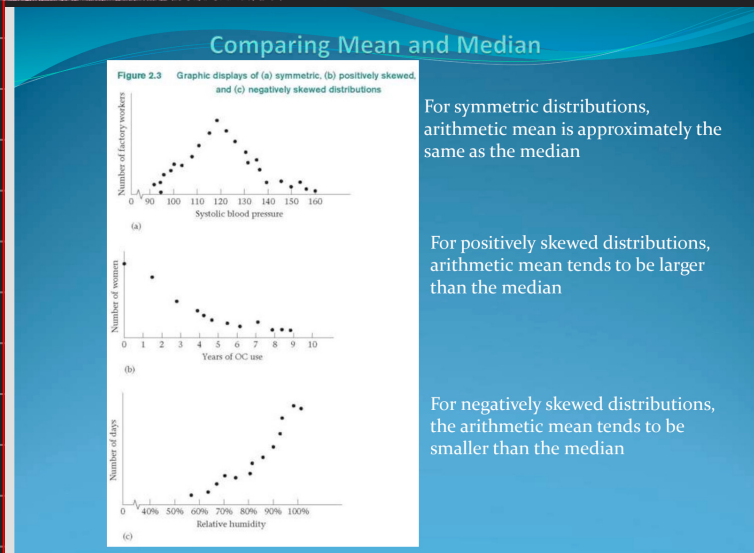 Comparing Mean and Median
Figure 2.3 Graphic displays of (a) symmetric, (b) positively skewed,
and (c) negatively skewed distributions
Number of factory workers
0 90 100 110 120 130 140 150 160
Systolic blood pressure
(a)
For symmetric distributions,
arithmetic mean is approximately the
same as the median
Number of women
0 1 2 3 4 5 6 7 8 9 10
Years of OC use
(b)
For positively skewed distributions,
arithmetic mean tends to be larger
than the median
Number of days
0 40% 50% 60% 70% 80% 90% 100%
Relative humidity
(c)
For negatively skewed distributions,
the arithmetic mean tends to be
smaller than the median